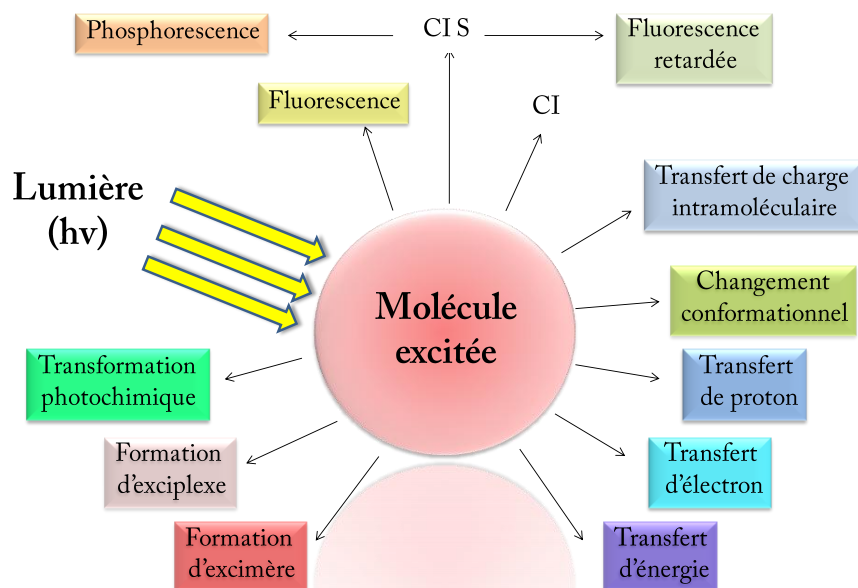 Phosphorescence
CI S
Fluorescence
retardée
Fluorescence
CI
Lumière
(hv)
Transfert de charge
intramoléculaire
Molécule
excitée
Changement
conformationnel
Transformation
photochimique
Transfert
de proton
Formation
d'exciplexe
Transfert
d'électron
Formation
d'excimère
Transfert
d'énergie